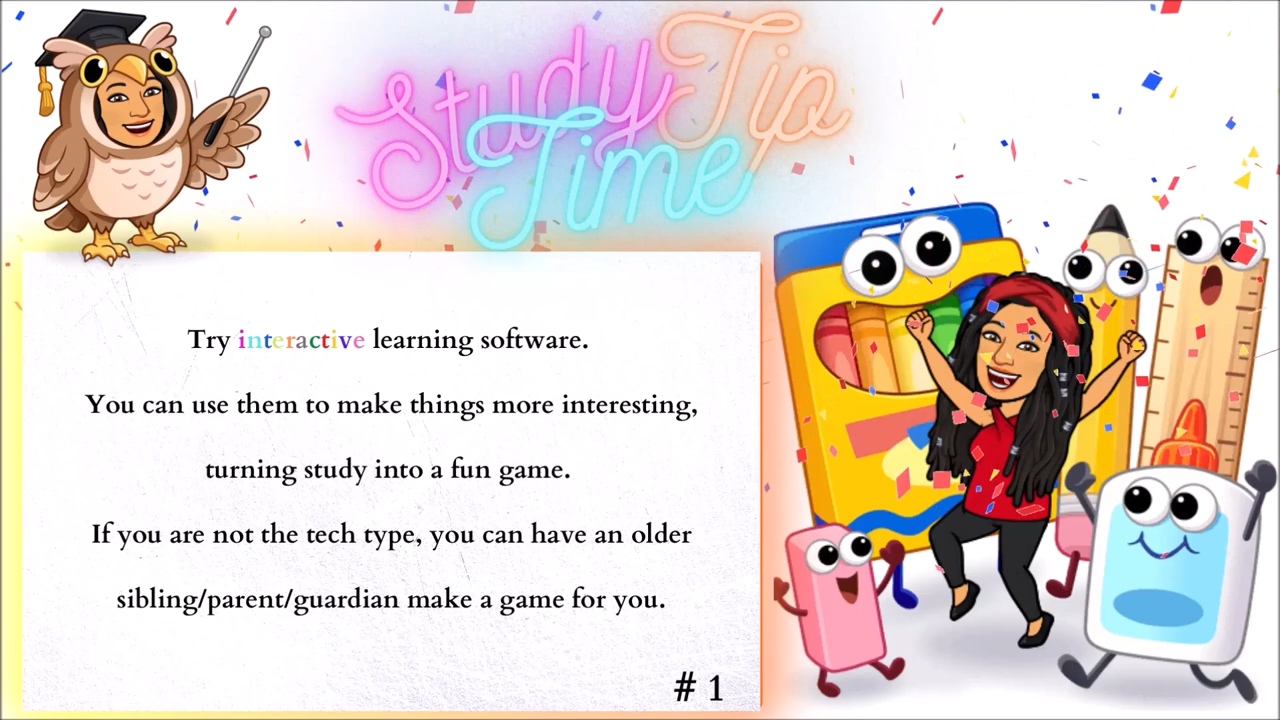 Study Tip
Time
Try interactive learning software.
You can use them to make things more interesting,
turning study into a fun game.
If you are not the tech type, you can have an older
sibling/parent/guardian make a game for you.
# 1